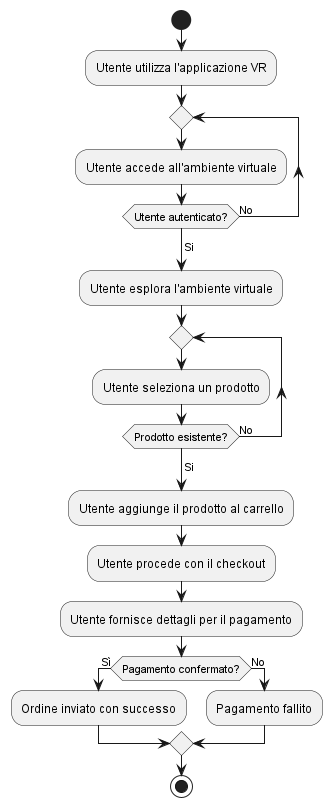 Utente utilizza l'applicazione VR
Utente accede all'ambiente virtuale
Utente autenticato?
No
Si
Utente esplora l'ambiente virtuale
Utente seleziona un prodotto
Prodotto esistente?
No
Si
Utente aggiunge il prodotto al carrello
Utente procede con il checkout
Utente fornisce dettagli per il pagamento
Sì
Pagamento confermato?
No
Ordine inviato con successo
Pagamento fallito